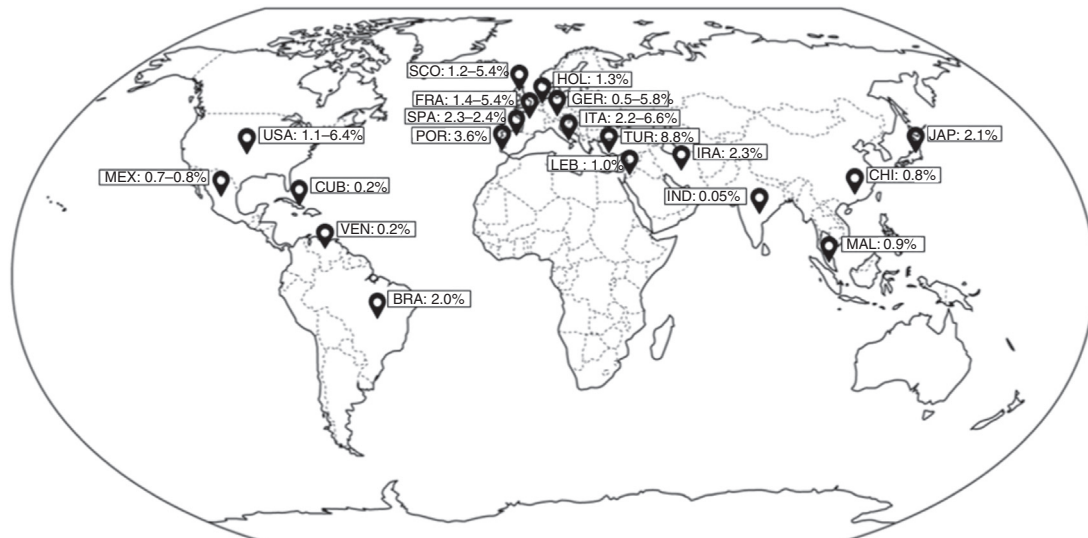 SCO: 1.2–5.4%
HOL: 1.3%
FRA: 1.4–5.4%
GER: 0.5–5.8%
SPA: 2.3–2.4%
ITA: 2.2–6.6%
USA: 1.1–6.4%
POR: 3.6%
TUR: 8.8%
JAP: 2.1%
LEB: 1.0%
IRA: 2.3%
MEX: 0.7–0.8%
CUB: 0.2%
IND: 0.05%
CHI: 0.8%
VEN: 0.2%
MAL: 0.9%
BRA: 2.0%